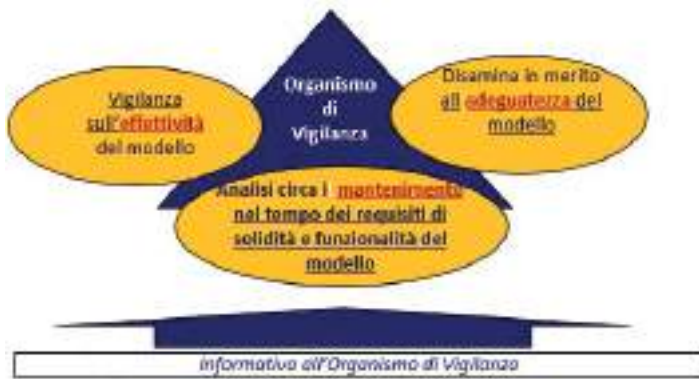 Organismo
di
Vigilanza
Vigilanza
sull'effettività
del modello
Disamina in merito
all adeguatezza del
modello
Analisi circa i mantenimento
nel tempo dei requisiti di
solidità e funzionalità del
modello
informativa all'Organismo di Vigilanza